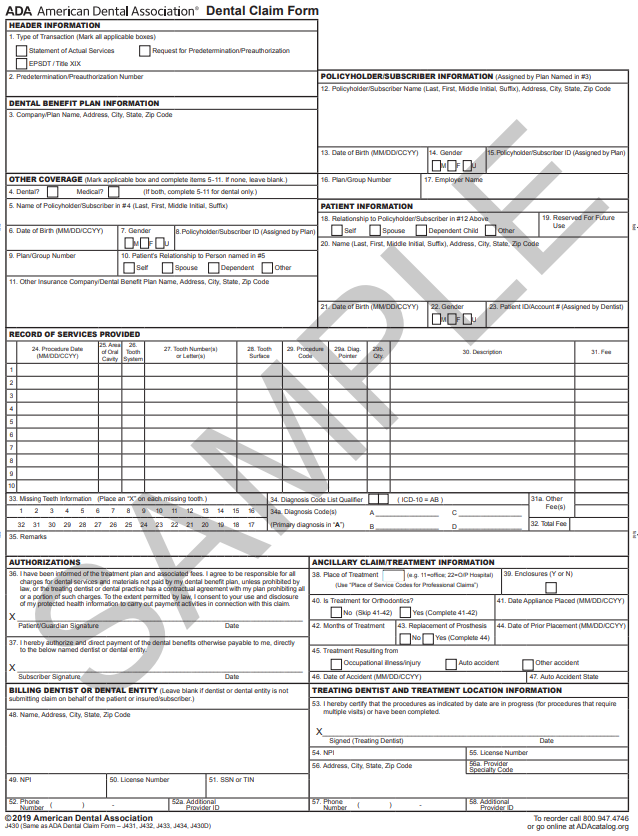 ADA American Dental Association® Dental Claim Form
HEADER INFORMATION
1. Type of Transaction (Mark all applicable boxes)
Statement of Actual Services
Request for Predetermination/Preauthorization
EPSDT / Title XIX
2. Predetermination/Preauthorization Number
DENTAL BENEFIT PLAN INFORMATION
3. Company/Plan Name, Address, City, State, Zip Code
OTHER COVERAGE (Mark applicable box and complete items 5-11. If none, leave blank.)
4. Dental? Medical? (If both, complete 5-11 for dental only.)
5. Name of Policyholder/Subscriber in #4 (Last, First, Middle Initial, Suffix)
6. Date of Birth (MM/DD/CCYY)
7. Gender
M F U
8. Policyholder/Subscriber ID (Assigned by Plan)
9. Plan/Group Number
10. Patient's Relationship to Person named in #5
Self Spouse Dependent Other
11. Other Insurance Company/Dental Benefit Plan Name, Address, City, State, Zip Code
POLICYHOLDER/SUBSCRIBER INFORMATION (Assigned by Plan Named in #3)
12. Policyholder/Subscriber Name (Last, First, Middle Initial, Suffix), Address, City, State, Zip Code
13. Date of Birth (MM/DD/CCYY)
14. Gender
M F U
15. Policyholder/Subscriber ID (Assigned by Plan)
16. Plan/Group Number
17. Employer Name
PATIENT INFORMATION
18. Relationship to Policyholder/Subscriber in #12 Above
Self Spouse Dependent Child Other
19. Reserved For Future
Use
20. Name (Last, First, Middle Initial, Suffix), Address, City, State, Zip Code
21. Date of Birth (MM/DD/CCYY)
22. Gender
M F U
23. Patient ID/Account # (Assigned by Dentist)
RECORD OF SERVICES PROVIDED
24. Procedure Date
(MM/DD/CCYY)
25. Area
of Oral
Cavity
26.
Tooth
System
27. Tooth Number(s)
or Letter(s)
28. Tooth
Surface
29. Procedure
Code
29a. Diag.
Pointer
29b.
Qty.
30. Description
31. Fee
1
2
3
4
5
6
7
8
9
10
33. Missing Teeth Information (Place an "X" on each missing tooth.)
1 2 3 4 5 6 7 8 9 10 11 12 13 14 15 16
32 31 30 29 28 27 26 25 24 23 22 21 20 19 18 17
34. Diagnosis Code List Qualifier ( ICD-10 = AB )
34a. Diagnosis Code(s) A C
(Primary diagnosis in "A") B D
31a. Other
Fee(s)
32. Total Fee
35. Remarks
SAMPLE
AUTHORIZATIONS
36. I have been informed of the treatment plan and associated fees. I agree to be responsible for all
charges for dental services and materials not paid by my dental benefit plan, unless prohibited by
law, or the treating dentist or dental practice has a contractual agreement with my plan prohibiting all
or a portion of such charges. To the extent permitted by law, I consent to your use and disclosure
of my protected health information to carry out payment activities in connection with this claim.
X
Patient/Guardian Signature Date
37. I hereby authorize and direct payment of the dental benefits otherwise payable to me, directly
to the below named dentist or dental entity.
X
Subscriber Signature Date
ANCILLARY CLAIM/TREATMENT INFORMATION
38. Place of Treatment (e.g. 11=office; 22=O/P Hospital)
(Use "Place of Service Codes for Professional Claims")
39. Enclosures (Y or N)
40. Is Treatment for Orthodontics?
No (Skip 41-42) Yes (Complete 41-42)
41. Date Appliance Placed (MM/DD/CCYY)
42. Months of Treatment
43. Replacement of Prosthesis
No Yes (Complete 44)
44. Date of Prior Placement (MM/DD/CCYY)
45. Treatment Resulting from
Occupational illness/injury Auto accident Other accident
46. Date of Accident (MM/DD/CCYY)
47. Auto Accident State
BILLING DENTIST OR DENTAL ENTITY (Leave blank if dentist or dental entity is not
submitting claim on behalf of the patient or insured/subscriber.)
48. Name, Address, City, State, Zip Code
49. NPI
50. License Number
51. SSN or TIN
52. Phone
Number ( ) -
52a. Additional
Provider ID
TREATING DENTIST AND TREATMENT LOCATION INFORMATION
53. I hereby certify that the procedures as indicated by date are in progress (for procedures that require
multiple visits) or have been completed.
X
Signed (Treating Dentist) Date
54. NPI
55. License Number
56. Address, City, State, Zip Code
56a. Provider
Specialty Code
57. Phone
Number ( ) -
58. Additional
Provider ID
©2019 American Dental Association
J430 (Same as ADA Dental Claim Form – J431, J432, J433, J434, J430D)
To reorder call 800.947.4746
or go online at ADAcatalog.org